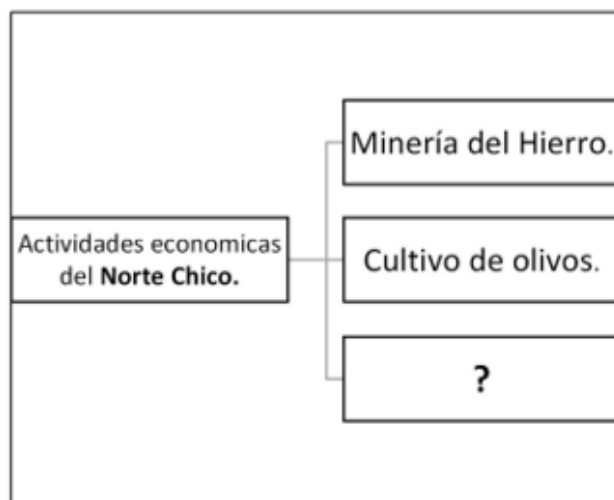 Minería del Hierro.
Actividades economicas
del Norte Chico.
Cultivo de olivos.
?